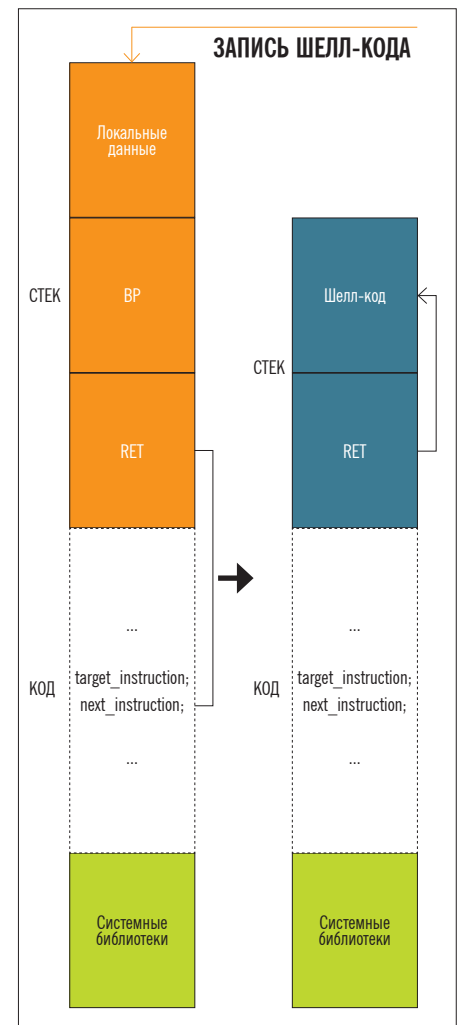 ЗАПИСЬ ШЕЛЛ-КОДА
Локальные
данные
СТЕК
BP
RET
...
КОД
target_instruction;
next_instruction;
...
Системные
библиотеки
Шелл-код
СТЕК
RET
...
КОД
target_instruction;
next_instruction;
...
Системные
библиотеки